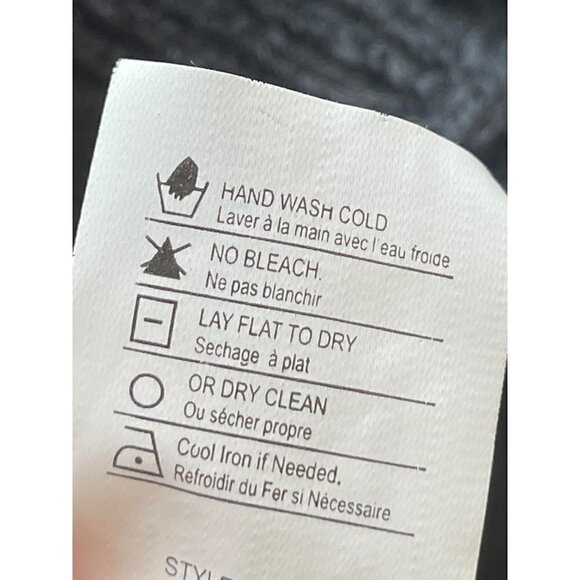 HAND WASH COLD
Laver à la main avec l'eau froide
NO BLEACH.
Ne pas blanchir
LAY FLAT TO DRY
Sechage à plat
OR DRY CLEAN
Ou sécher propre
Cool Iron if Needed.
Refroidir du Fer si Nécessaire
STYLE